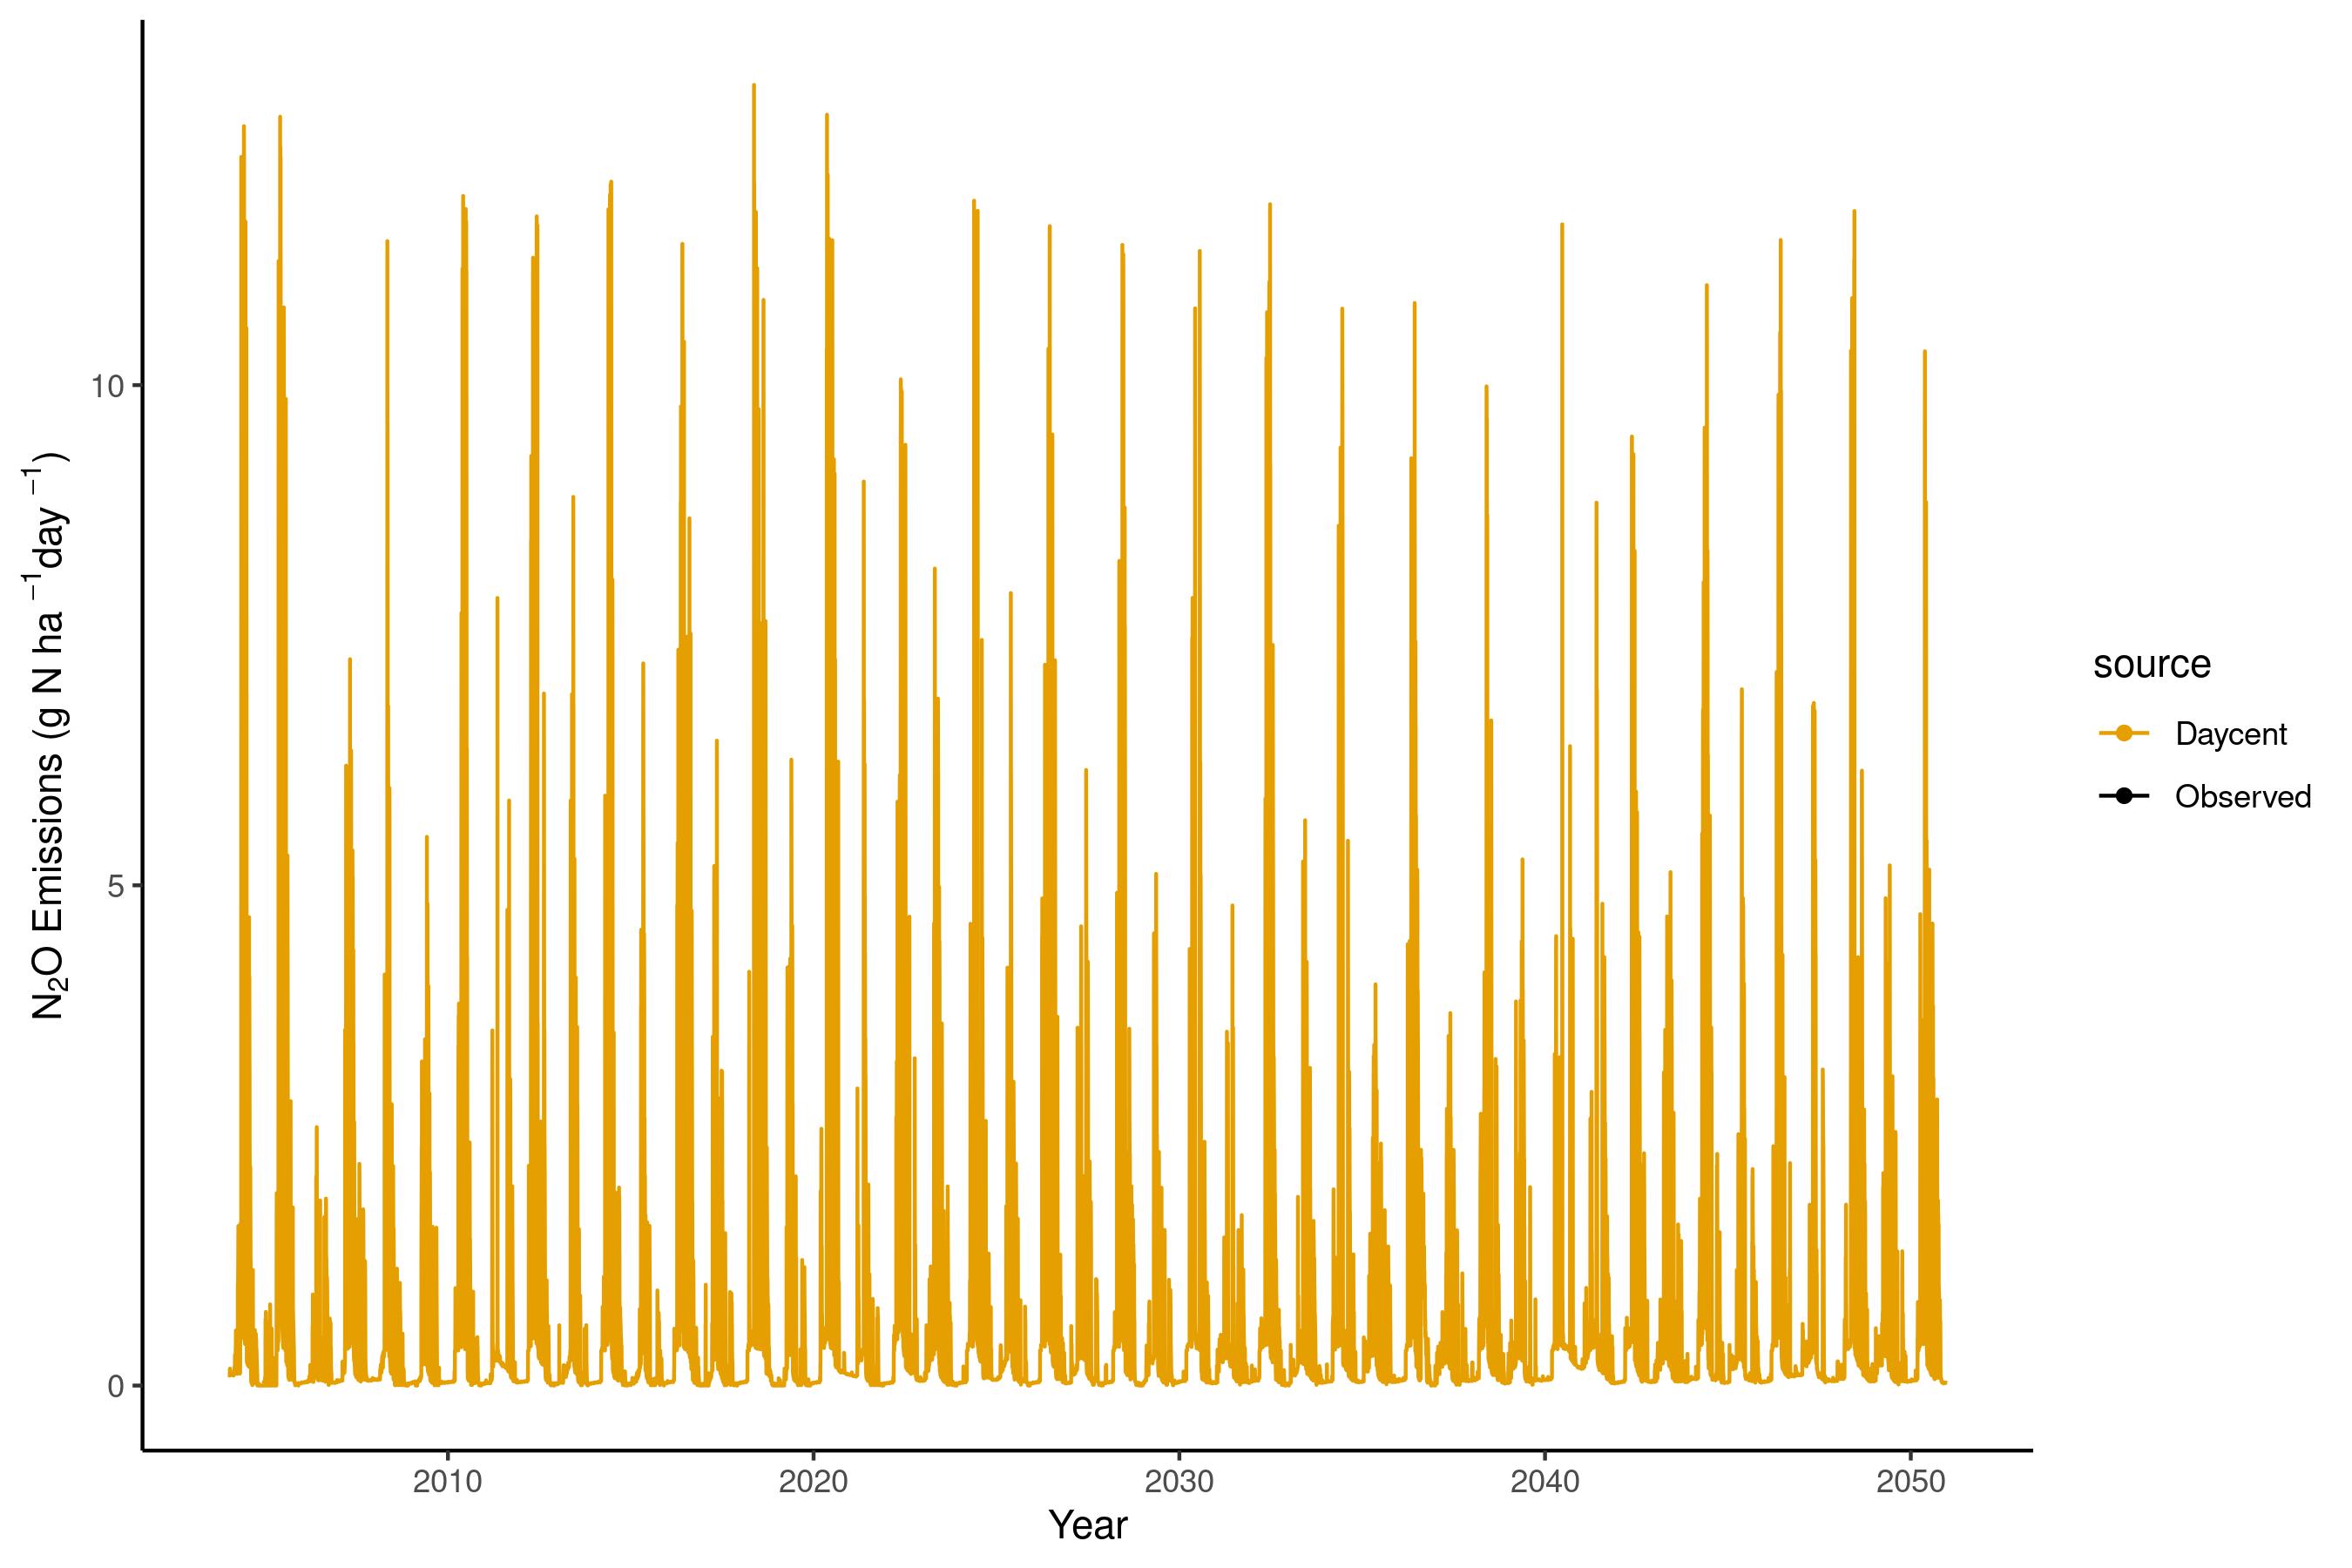 N₂O Emissions (g N ha ⁻¹day ⁻¹)
10
5
0
2010 2020 2030 2040 2050
Year
source
Daycent
Observed